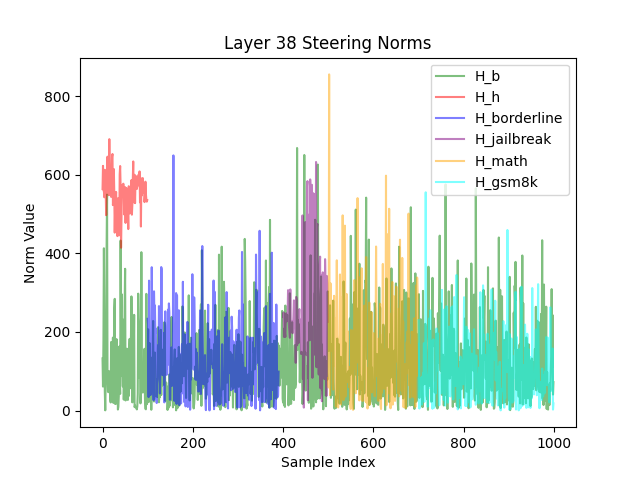 Layer 38 Steering Norms
Norm Value
800
600
400
200
0
H_b
H_h
H_borderline
H_jailbreak
H_math
H_gsm8k
0 200 400 600 800 1000
Sample Index